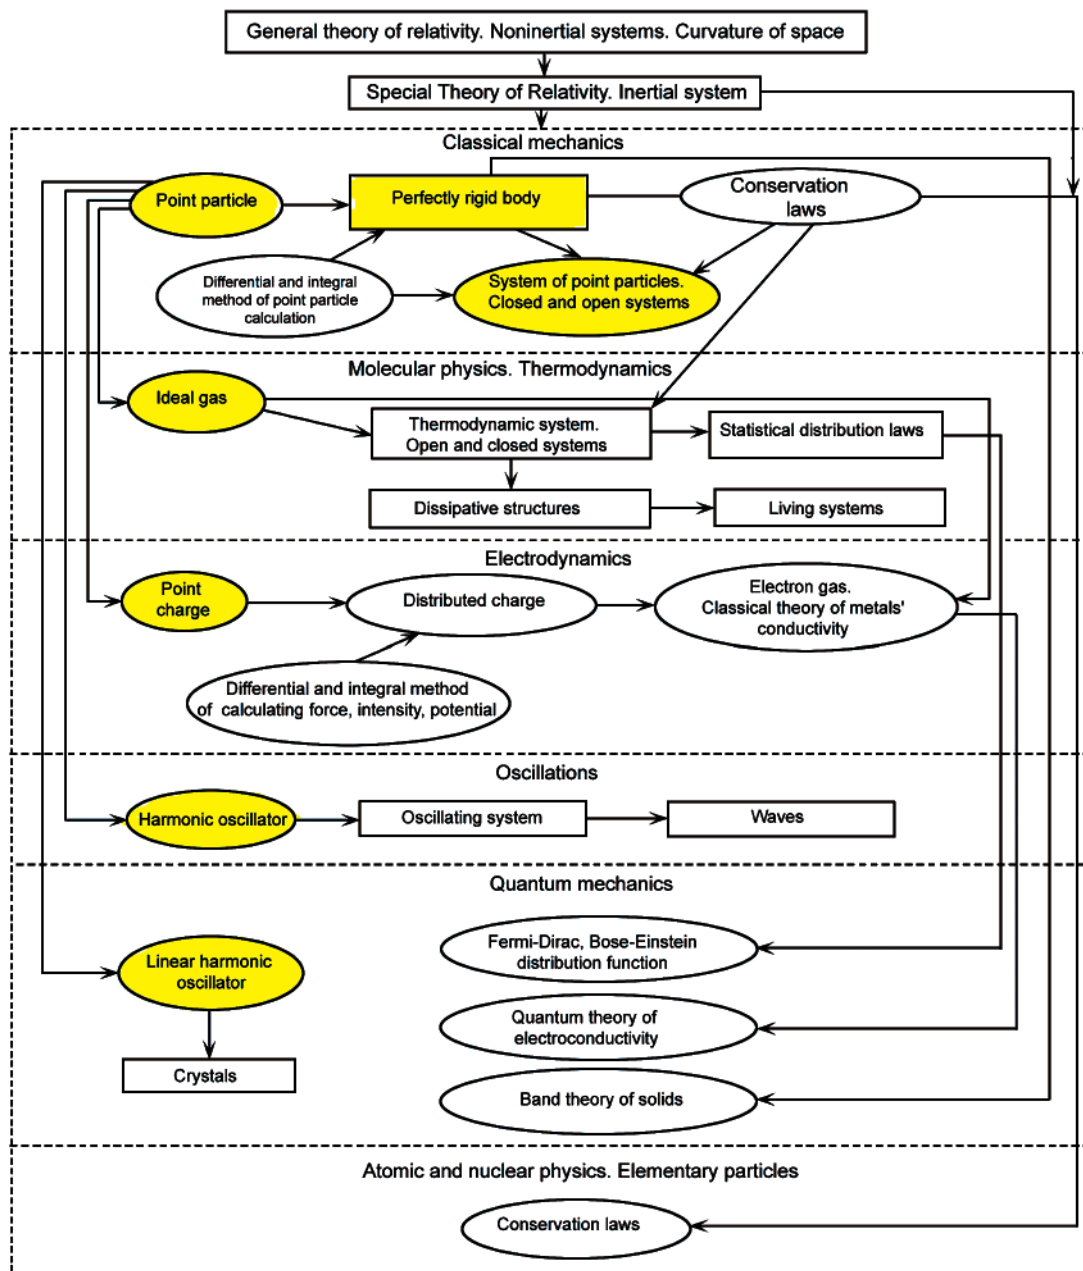 General theory of relativity. Noninertial systems. Curvature of space
Special Theory of Relativity. Inertial system
Classical mechanics
Point particle
Perfectly rigid body
Conservation
laws
Differential and integral
method of point particle
calculation
System of point particles.
Closed and open systems
Molecular physics. Thermodynamics
Ideal gas
Thermodynamic system.
Open and closed systems
Statistical distribution laws
Dissipative structures
Living systems
Electrodynamics
Point
charge
Distributed charge
Electron gas.
Classical theory of metals'
conductivity
Differential and integral method
of calculating force, intensity, potential
Oscillations
Harmonic oscillator
Oscillating system
Waves
Quantum mechanics
Fermi-Dirac, Bose-Einstein
distribution function
Linear harmonic
oscillator
Quantum theory of
electroconductivity
Crystals
Band theory of solids
Atomic and nuclear physics. Elementary particles
Conservation laws